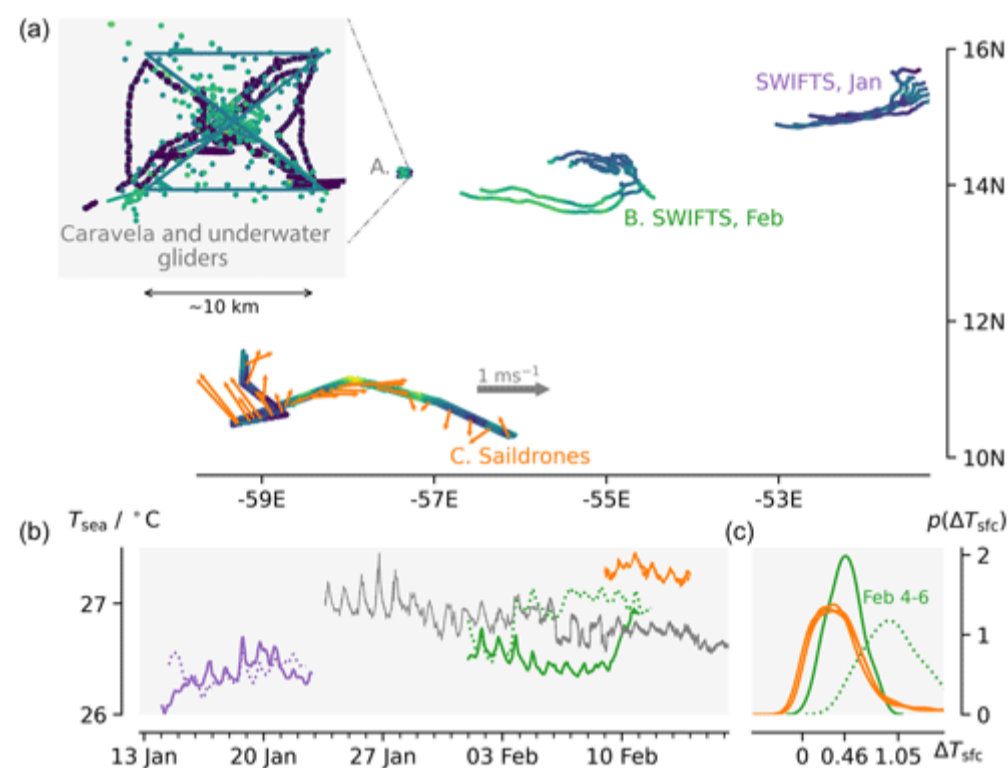 (a)
16N
SWIFTS, Jan
A.
14N
B. SWIFTS, Feb
Caravela and underwater
gliders
~10 km
12N
1 ms⁻¹
C. Saildrones
10N
-59E -57E -55E -53E
(b) T_sea / °C
(c) p(ΔT_sfc)
2
27
Feb 4-6
1
26
0
13 Jan 20 Jan 27 Jan 03 Feb 10 Feb
0 0.46 1.05 ΔT_sfc